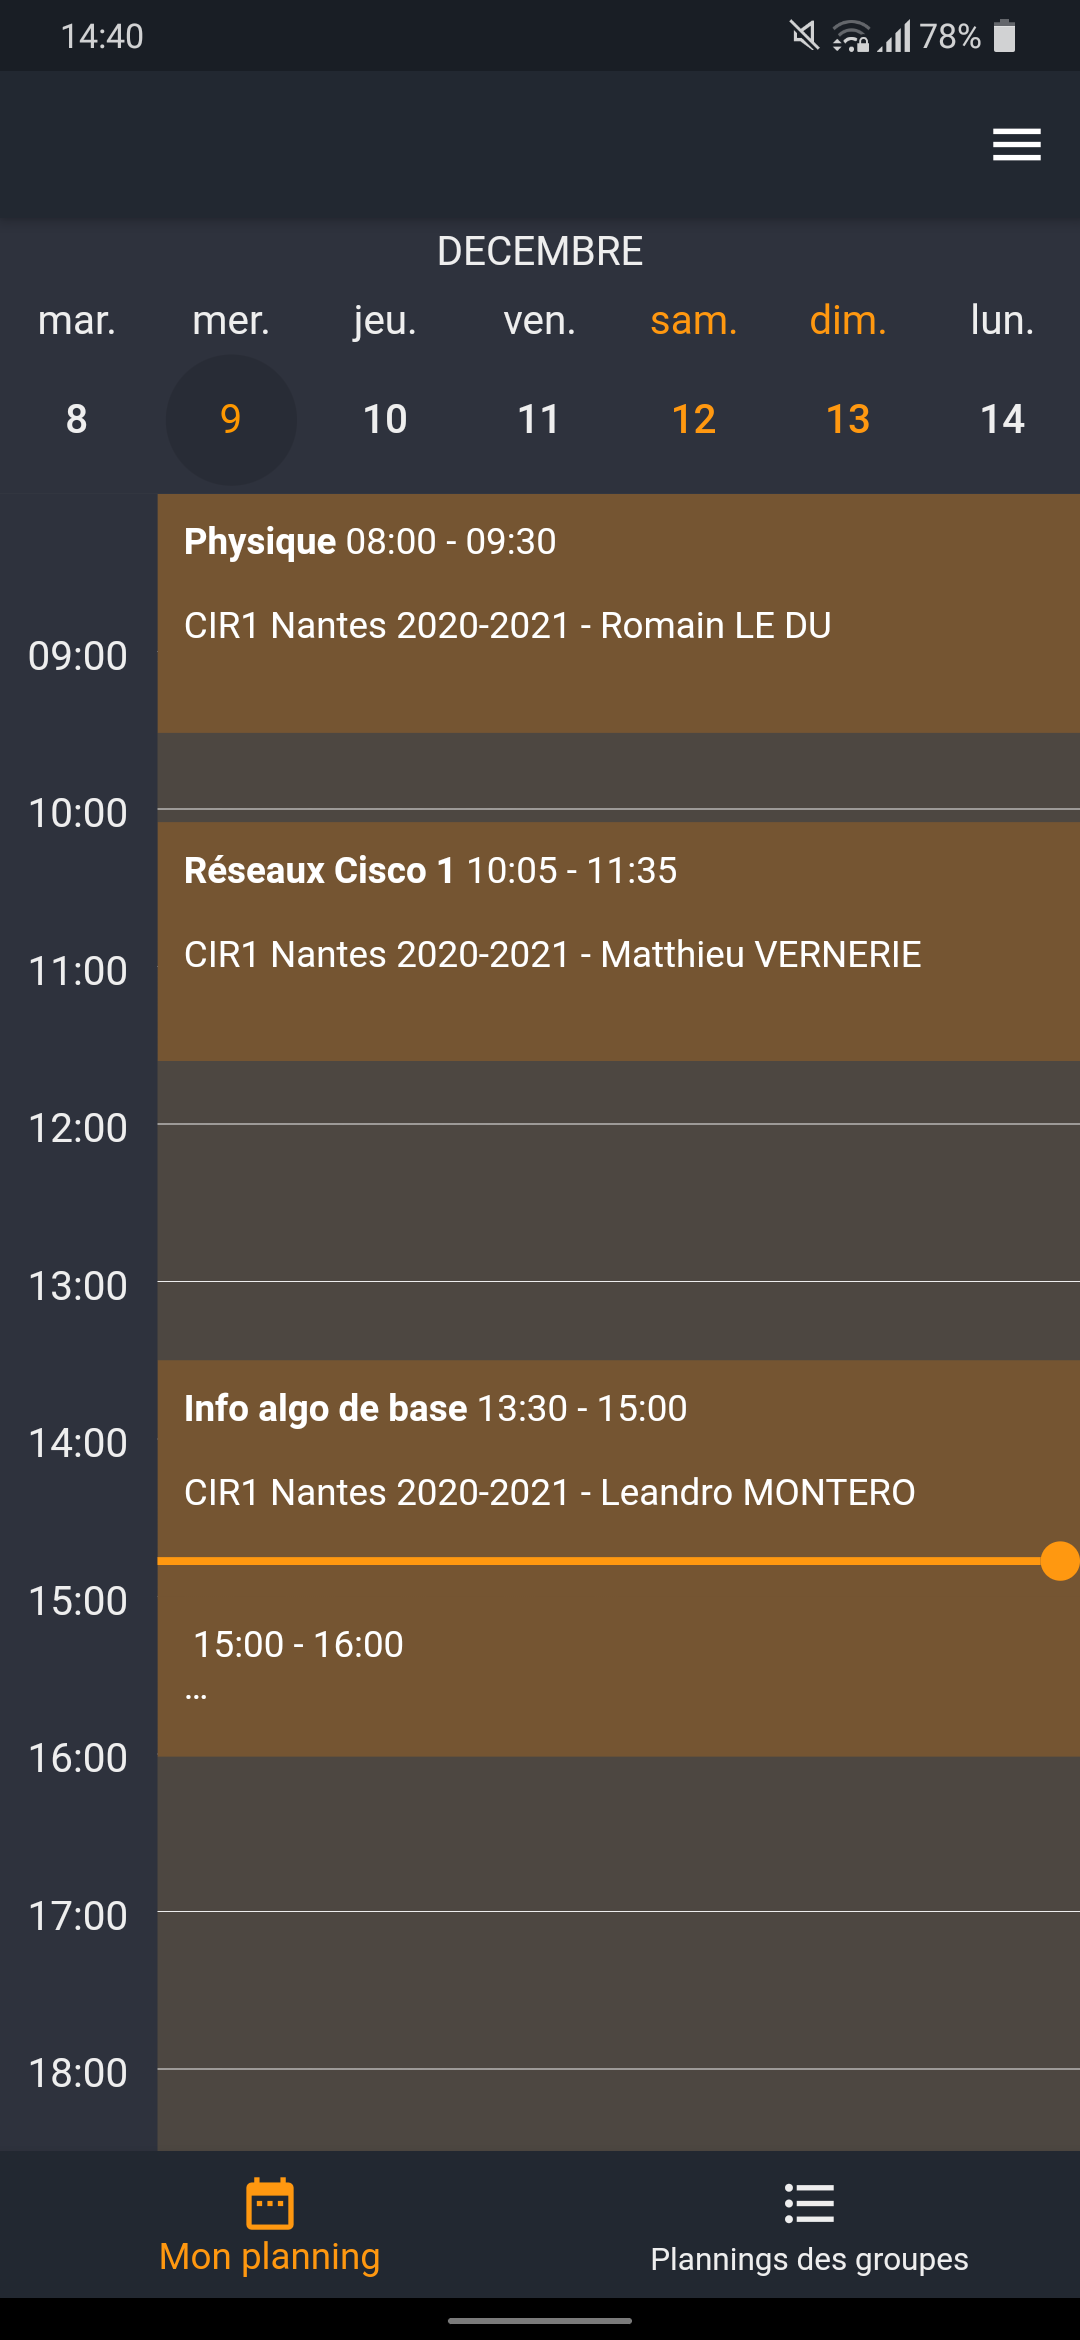 14:40 78%
DECEMBRE
mar. mer. jeu. ven. sam. dim. lun.
8 9 10 11 12 13 14
Physique 08:00 - 09:30
CIR1 Nantes 2020-2021 - Romain LE DU
09:00
10:00
Réseaux Cisco 1 10:05 - 11:35
CIR1 Nantes 2020-2021 - Matthieu VERNERIE
11:00
12:00
13:00
Info algo de base 13:30 - 15:00
14:00
CIR1 Nantes 2020-2021 - Leandro MONTERO
15:00
15:00 - 16:00
...
16:00
17:00
18:00
Mon planning
Plannings des groupes